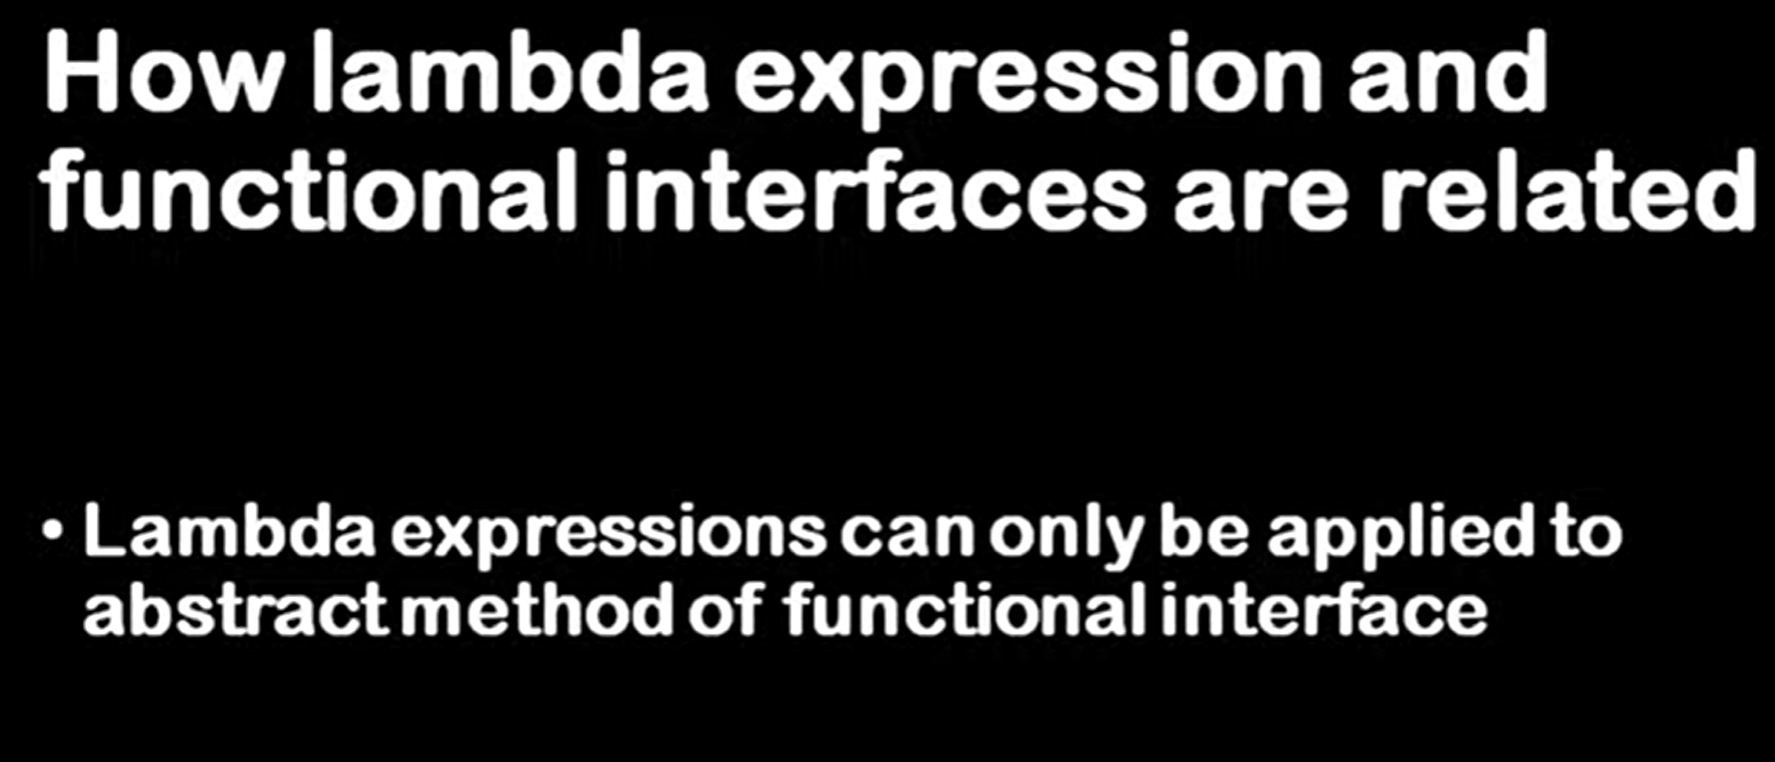 How lambda expression and
functional interfaces are related
• Lambda expressions can only be applied to
abstract method of functional interface